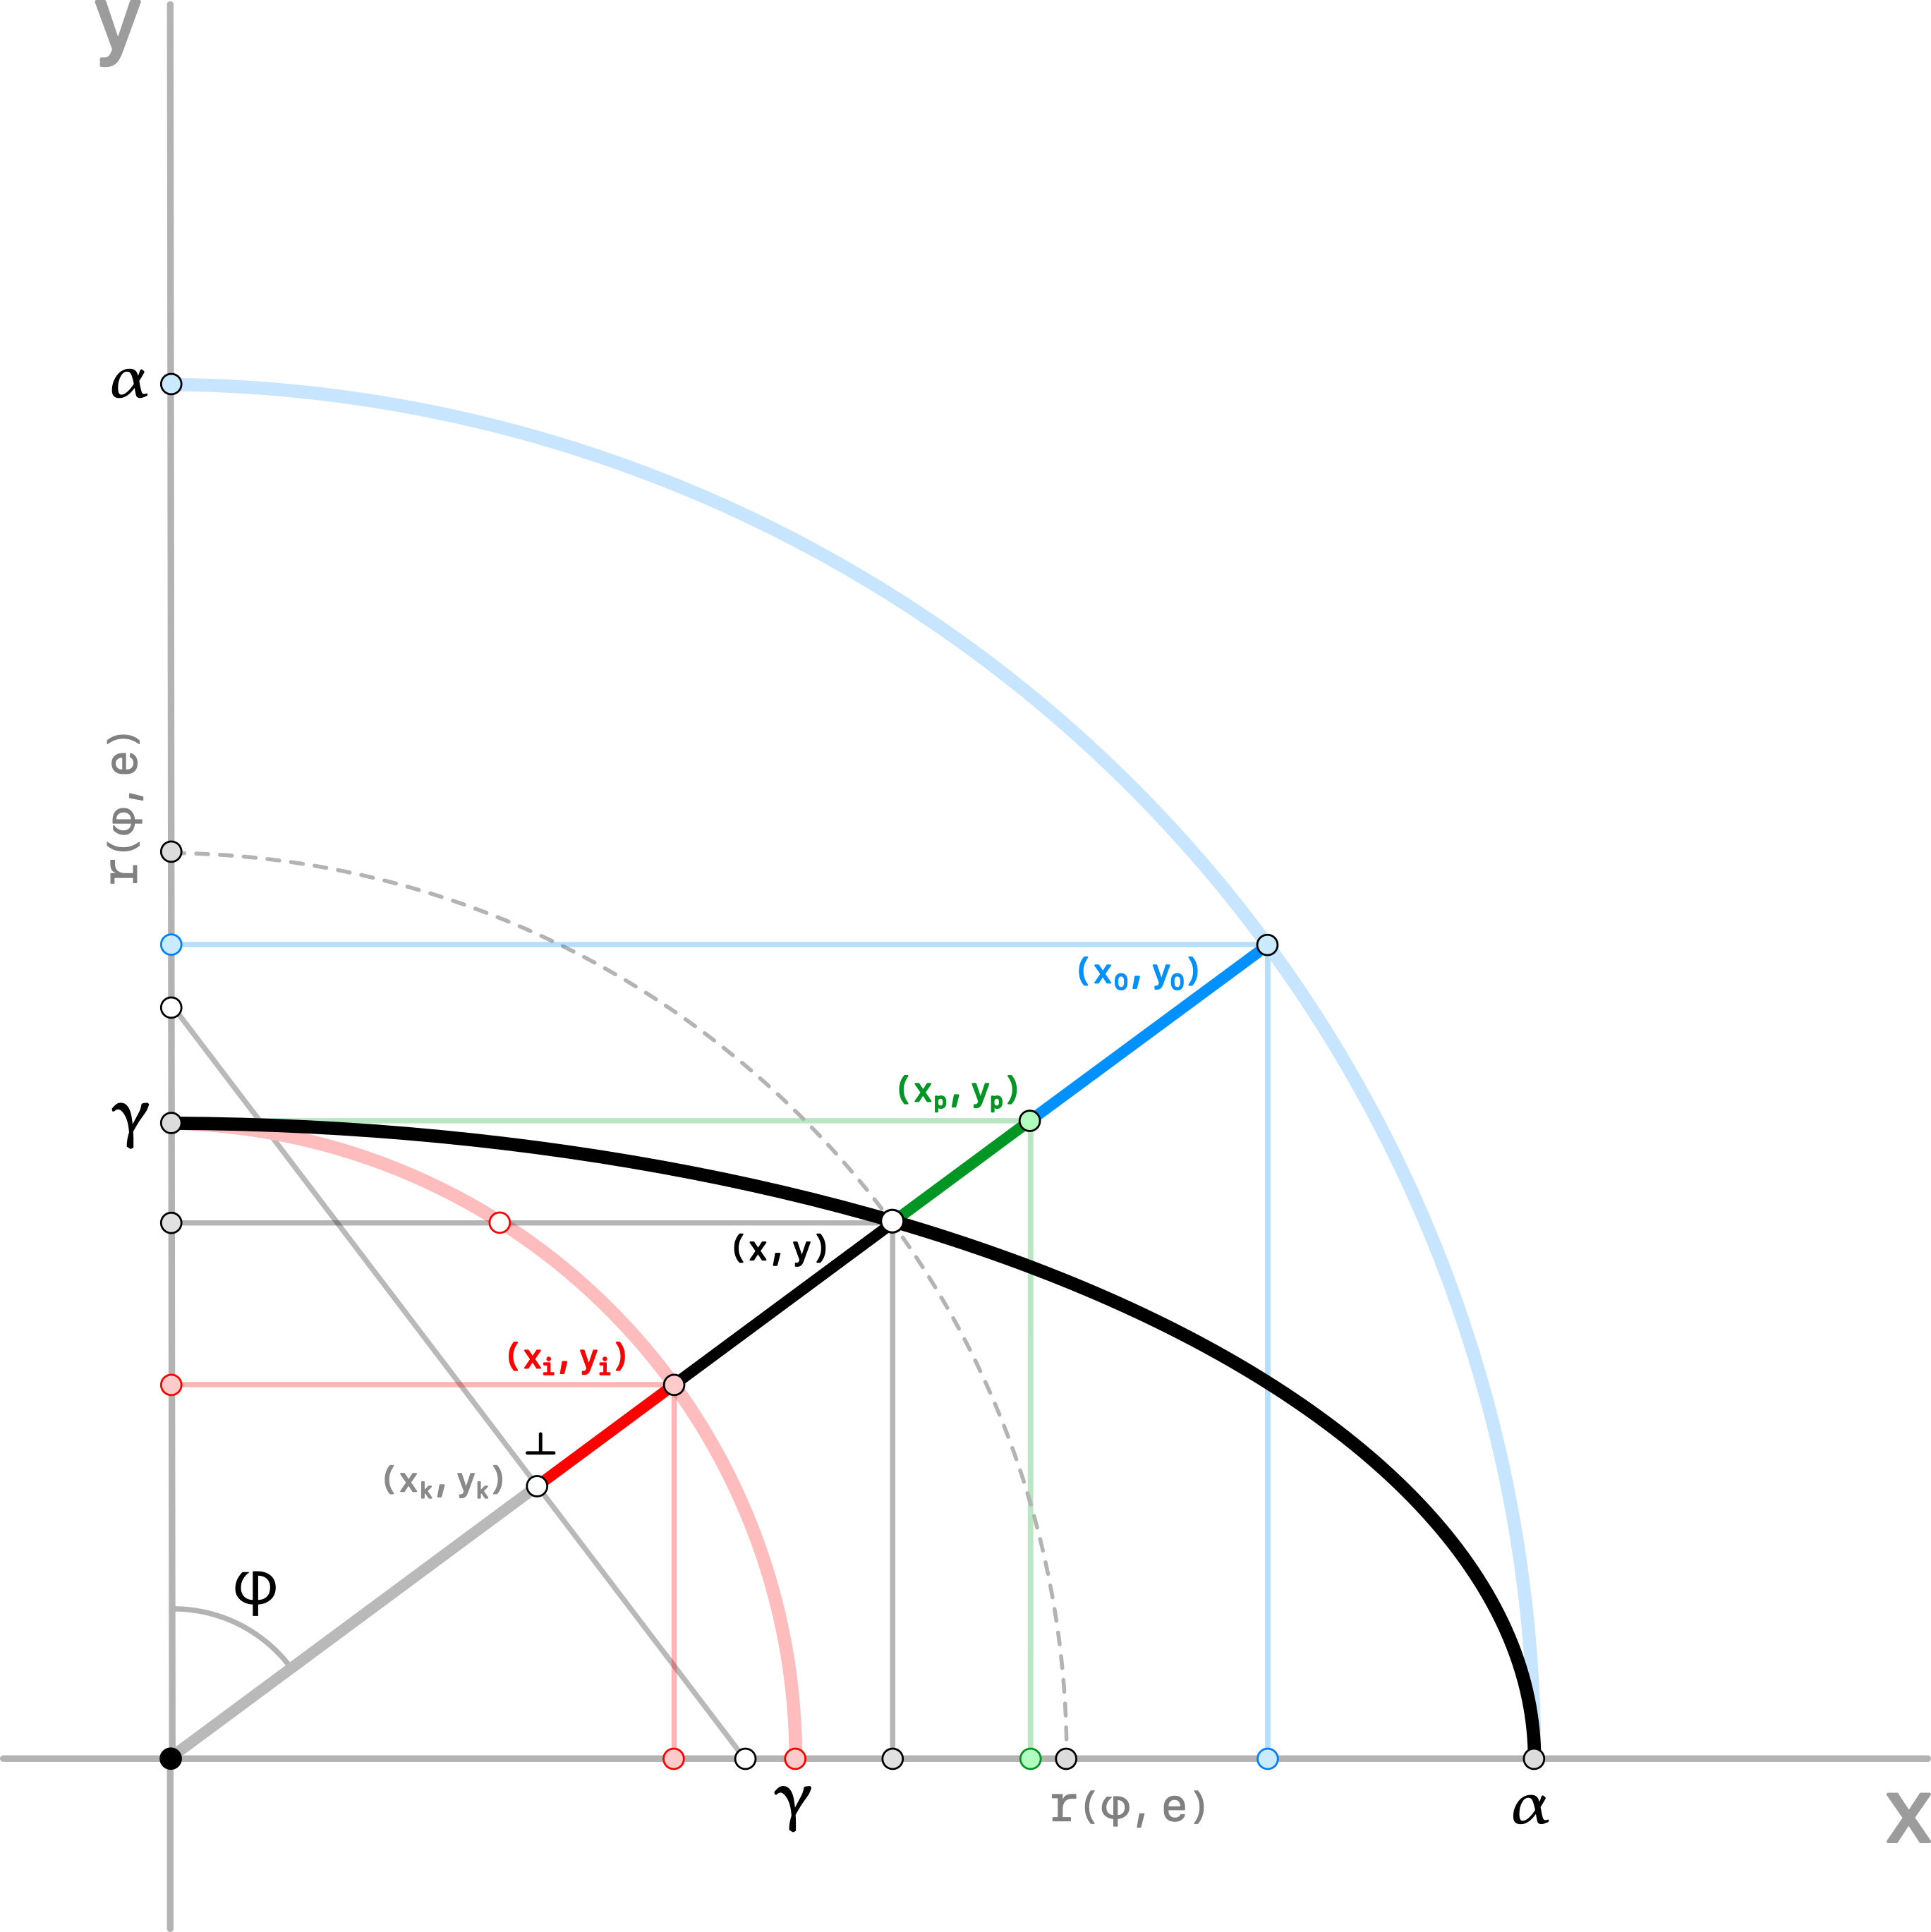 y
α
r(φ,e)
(x₀,y₀)
(xₚ,yₚ)
γ
(x,y)
(xᵢ,yᵢ)
⊥
(xₖ,yₖ)
φ
γ
r(φ,e)
α
x